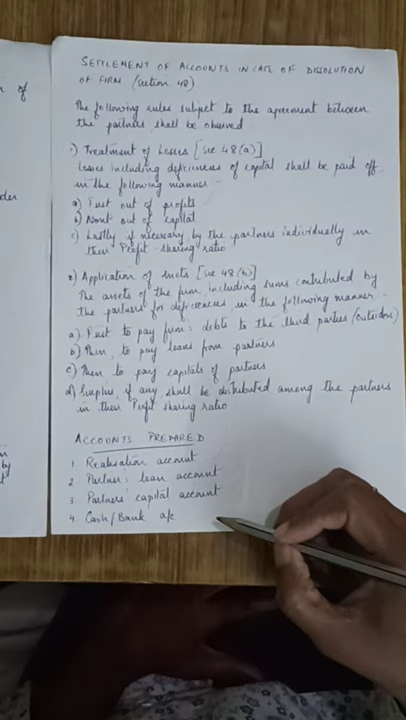 SETTLEMENT OF ACCOUNTS IN CASE OF DISSOLUTION
OF FIRM (Section 48)
The following rules subject to the agreement between
the partners shall be observed
1) Treatment of Losses [Sec 48(a)]
Losses including deficiencies of capital shall be paid off
in the following manner
a) First out of profits
b) Next out of capital
c) Lastly if necessary by the partners individually in
their Profit sharing ratio
2) Application of Assets [Sec 48(b)]
The assets of the firm including sums contributed by
the partners for deficiencies in the following manner
a) First to pay firms debts to the third parties (outsiders)
b) Then, to pay loans from partners
c) Then to pay capitals of partners
d) Surplus if any shall be distributed among the partners
in their Profit sharing ratio
ACCOUNTS PREPARED
1 Realisation account
2 Partners loan account
3 Partners' capital account
4 Cash/Bank a/c
of
by